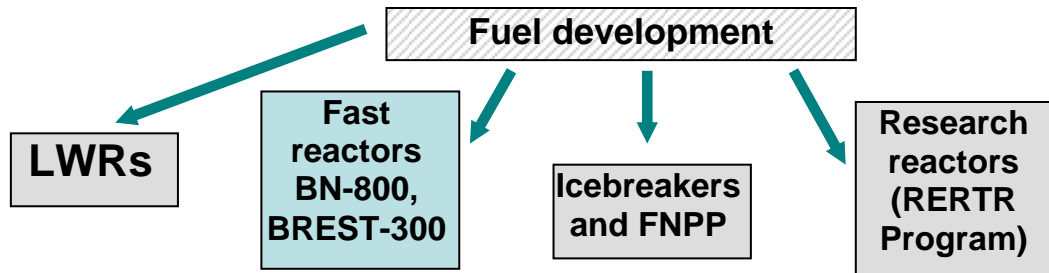 Fuel development
LWRs
Fast
reactors
BN-800,
BREST-300
Icebreakers
and FNPP
Research
reactors
(RERTR
Program)